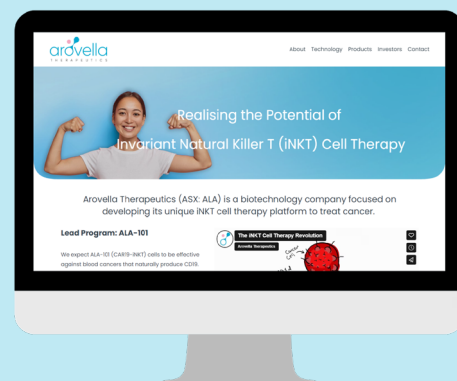 arovella
THERAPEUTICS
About Technology Products Investors Contact
Realising the Potential of
Invariant Natural Killer T (iNKT) Cell Therapy
Arovella Therapeutics (ASX: ALA) is a biotechnology company focused on
developing its unique iNKT cell therapy platform to treat cancer.
Lead Program: ALA-101
We expect ALA-101 (CAR19-iNKT) cells to be effective
against blood cancers that naturally produce CD19.
The iNKT Cell Therapy Revolution
Arovella Therapeutics
Cancer
Cell